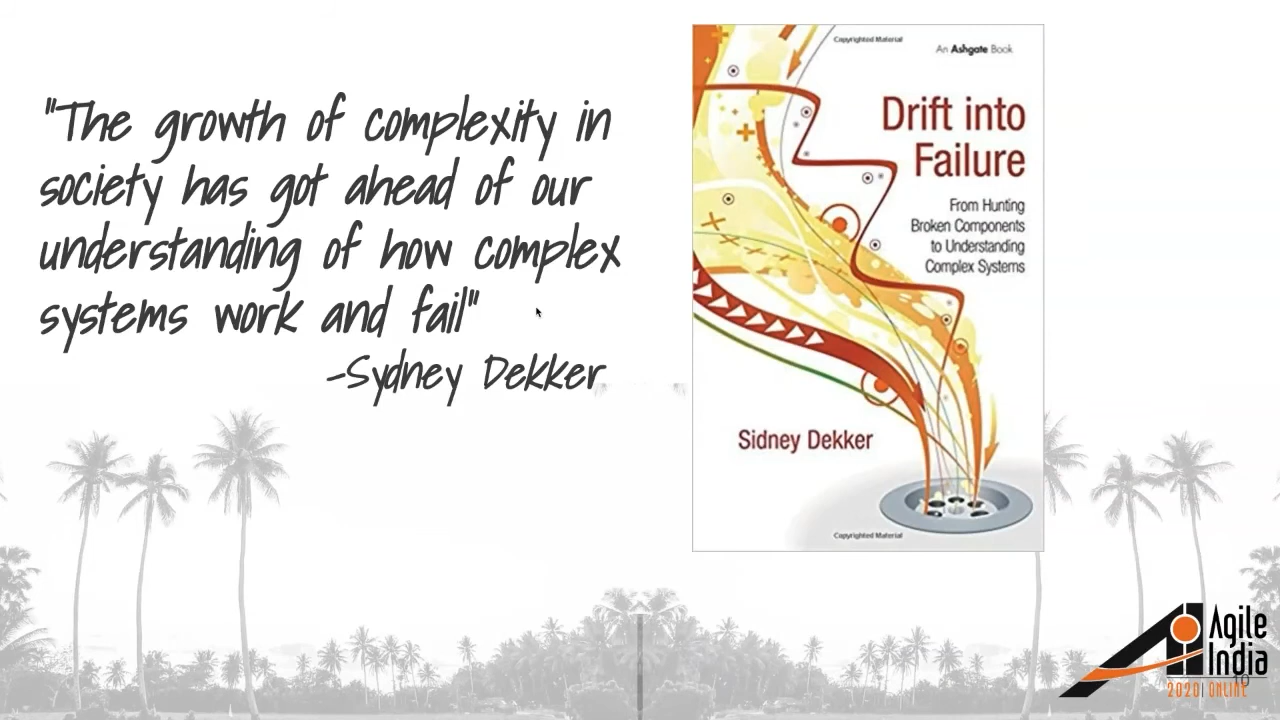 "The growth of complexity in
society has got ahead of our
understanding of how complex
systems work and fail"
-Sydney Dekker
Copyrighted Material
An Ashgate Book
Drift into
Failure
From Hunting
Broken Components
to Understanding
Complex Systems
Sidney Dekker
Copyrighted Material
Agile
India
10
2020 | ONLINE